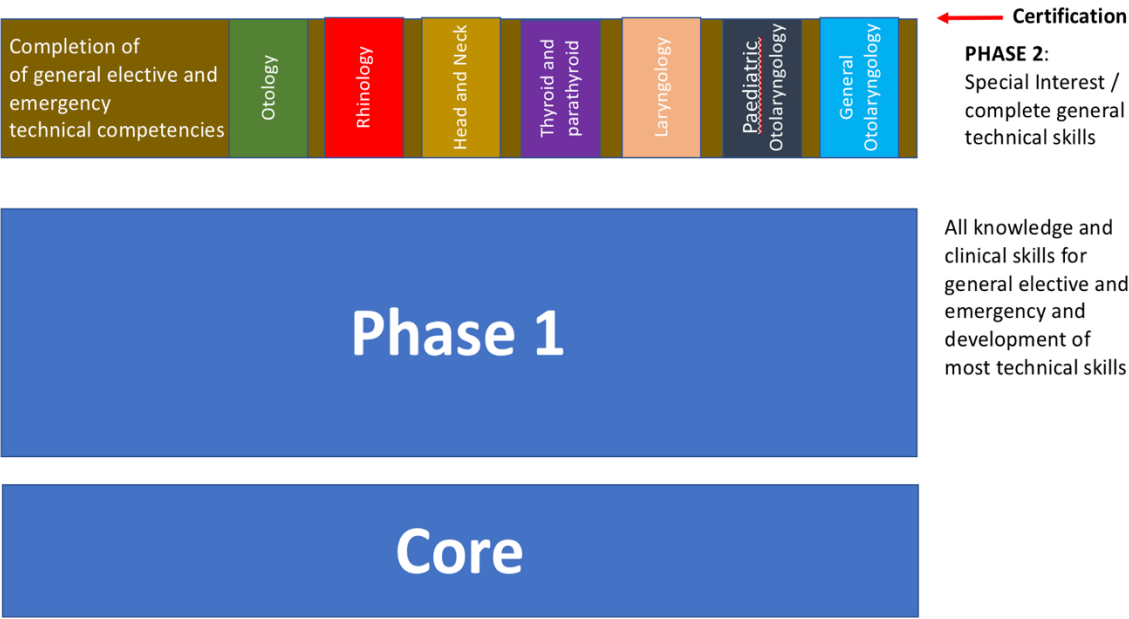 Completion of
of general elective and
emergency
technical competencies
Otology
Rhinology
Head and Neck
Thyroid and
parathyroid
Laryngology
Paediatric
Otolaryngology
General
Otolaryngology
Certification
PHASE 2:
Special Interest /
complete general
technical skills
Phase 1
All knowledge and
clinical skills for
general elective and
emergency and
development of
most technical skills
Core